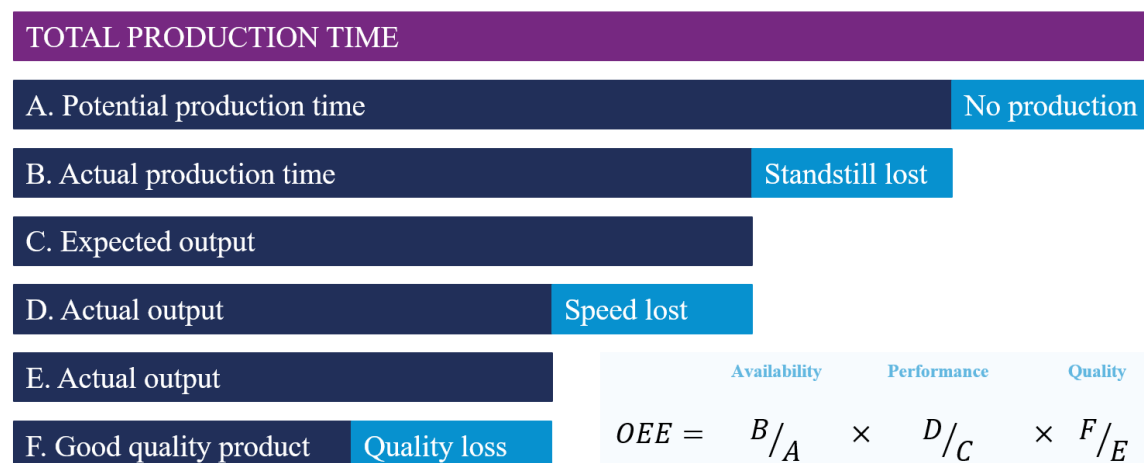 TOTAL PRODUCTION TIME
A. Potential production time No production
B. Actual production time Standstill lost
C. Expected output
D. Actual output Speed lost
E. Actual output
F. Good quality product Quality loss
Availability Performance Quality
OEE = B/A × D/C × F/E